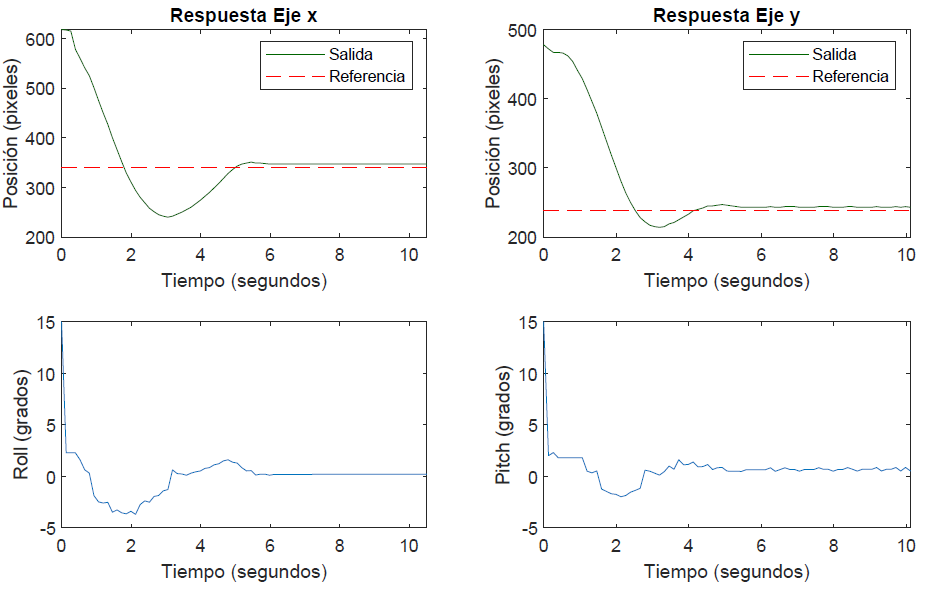 Respuesta Eje x
Posición (pixeles)
600
500
400
300
200
Salida
Referencia
0 2 4 6 8 10
Tiempo (segundos)
Respuesta Eje y
Posición (pixeles)
500
400
300
200
Salida
Referencia
0 2 4 6 8 10
Tiempo (segundos)
Roll (grados)
15
10
5
0
-5
0 2 4 6 8 10
Tiempo (segundos)
Pitch (grados)
15
10
5
0
-5
0 2 4 6 8 10
Tiempo (segundos)